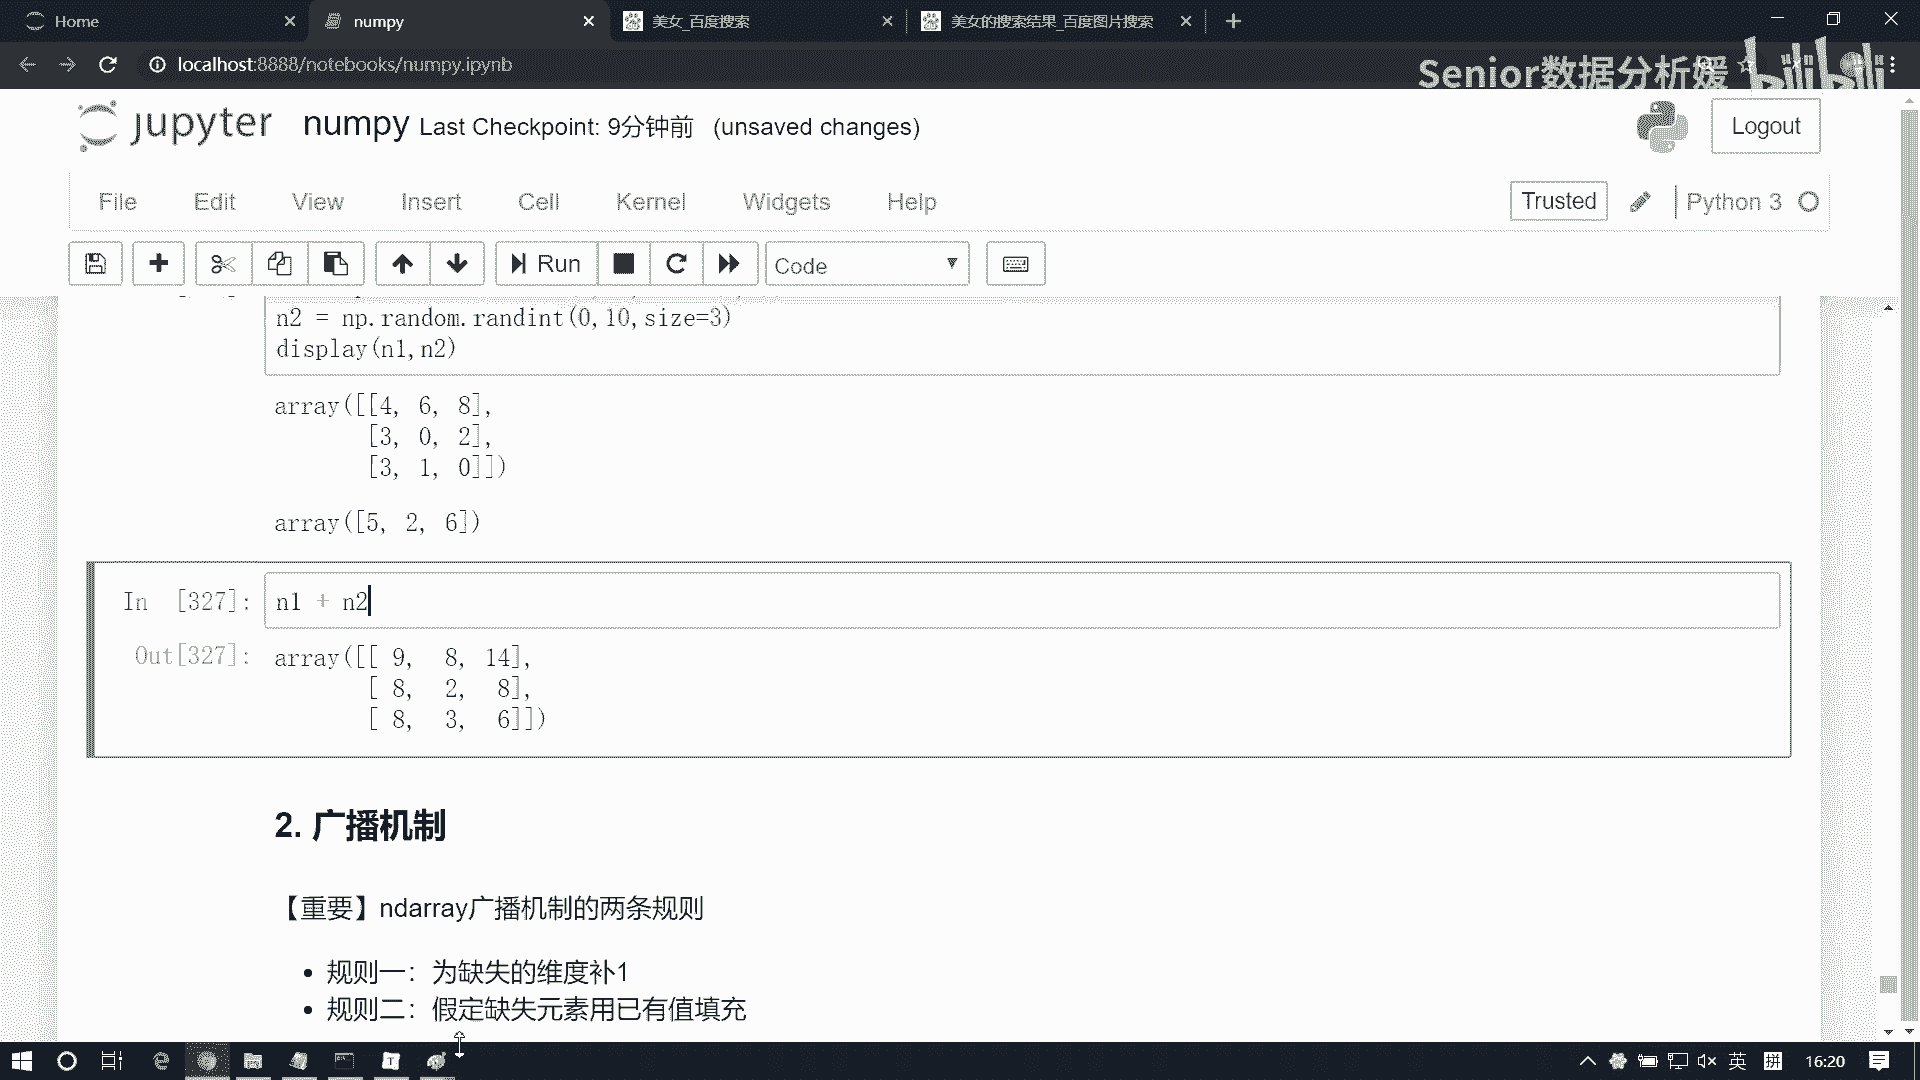 Home
numpy
美女_百度搜索
美女的搜索结果_百度图片搜索
localhost:8888/notebooks/numpy.ipynb
Senior数据分析媛
bilibili
jupyter numpy Last Checkpoint: 9分钟前 (unsaved changes)
Logout
File Edit View Insert Cell Kernel Widgets Help
Trusted
Python 3
Run
Code
n2 = np.random.randint(0,10,size=3)
display(n1,n2)
array([[4, 6, 8],
[3, 0, 2],
[3, 1, 0]])
array([5, 2, 6])
In [327]: n1 + n2
Out[327]: array([[ 9, 8, 14],
[ 8, 2, 8],
[ 8, 3, 6]])
2. 广播机制
【重要】ndarray广播机制的两条规则
• 规则一：为缺失的维度补1
• 规则二：假定缺失元素用已有值填充
英
拼
16:20